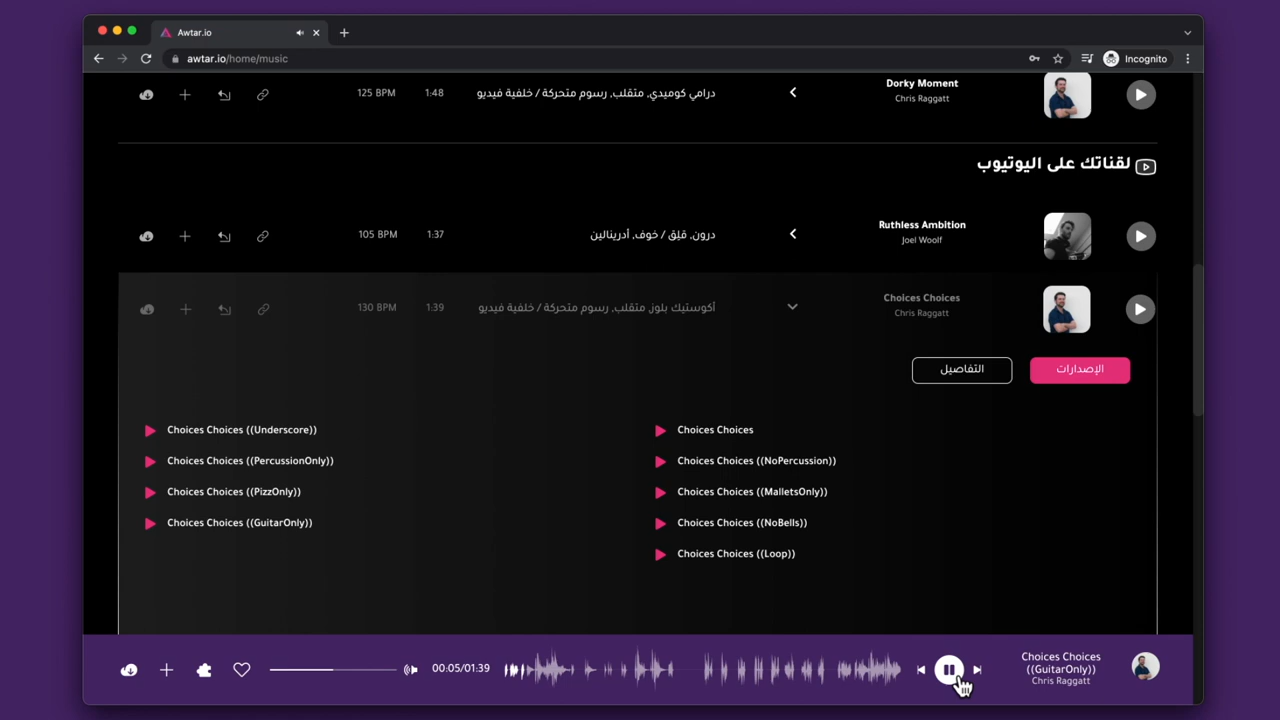 Awtar.io
awtar.io/home/music
Incognito
Dorky Moment
Chris Raggatt
درامي كوميدي, متقلب, رسوم متحركة / خلفية فيديو
1:48
125 BPM
لقناتك على اليوتيوب
Ruthless Ambition
Joel Woolf
درون, قلِق / خوف, أدرينالين
1:37
105 BPM
Choices Choices
Chris Raggatt
أكوستيك بلوز, متقلب, رسوم متحركة / خلفية فيديو
1:39
130 BPM
الإصدارات
التفاصيل
Choices Choices
Choices Choices ((NoPercussion))
Choices Choices ((MalletsOnly))
Choices Choices ((NoBells))
Choices Choices ((Loop))
Choices Choices ((Underscore))
Choices Choices ((PercussionOnly))
Choices Choices ((PizzOnly))
Choices Choices ((GuitarOnly))
Choices Choices
((GuitarOnly))
Chris Raggatt
00:05/01:39